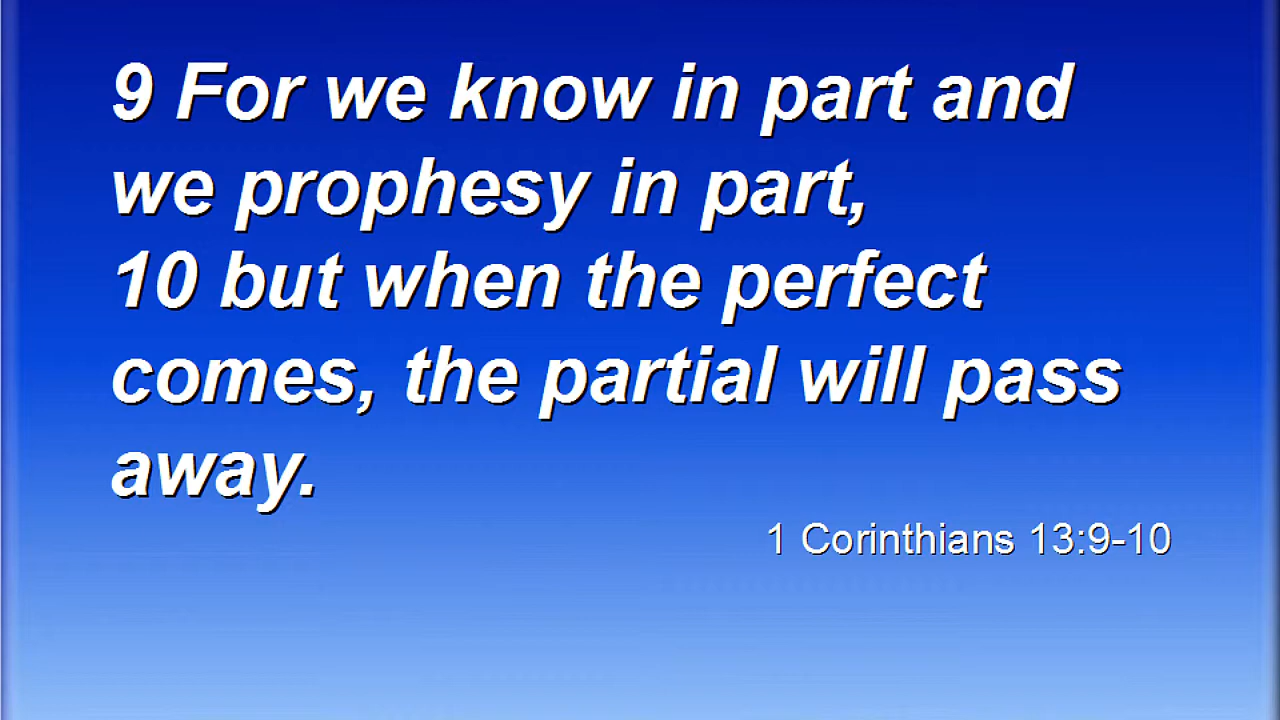 9 For we know in part and
we prophesy in part,
10 but when the perfect
comes, the partial will pass
away.
1 Corinthians 13:9-10